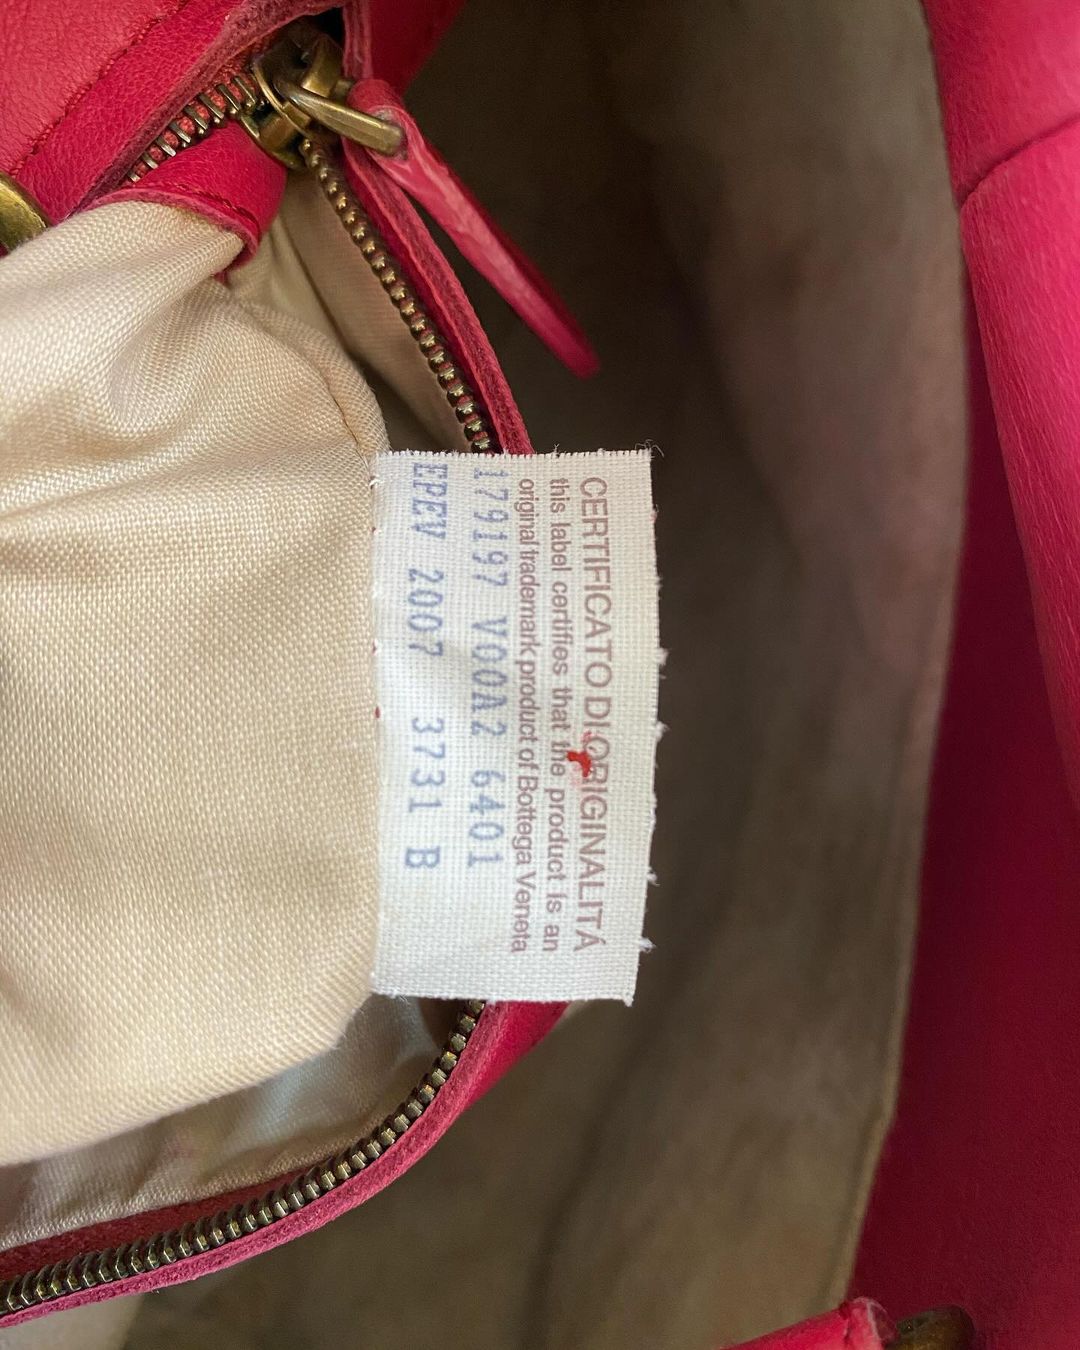 CERTIFICATO DI ORIGINALITÁ
this label certifies that the product is an
original trademark product of Bottega Veneta
179197 V00A2 6401
EPEV 2007 3731 B